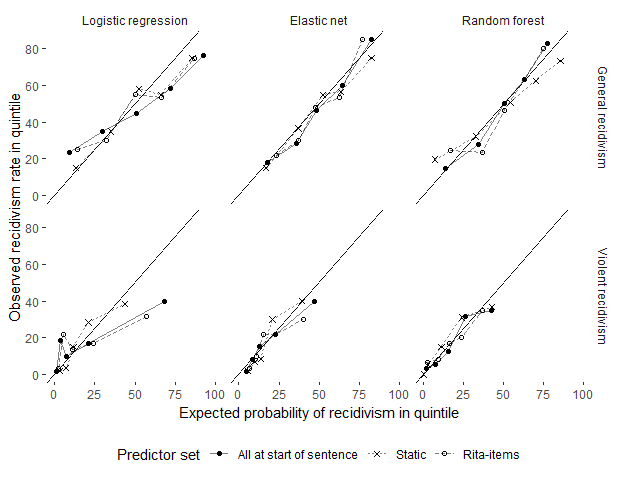 Logistic regression Elastic net Random forest
80
60
40
20
0
General recidivism
Observed recidivism rate in quintile
80
60
40
20
0
Violent recidivism
0 25 50 75 100 0 25 50 75 100 0 25 50 75 100
Expected probability of recidivism in quintile
Predictor set All at start of sentence Static Rita-items